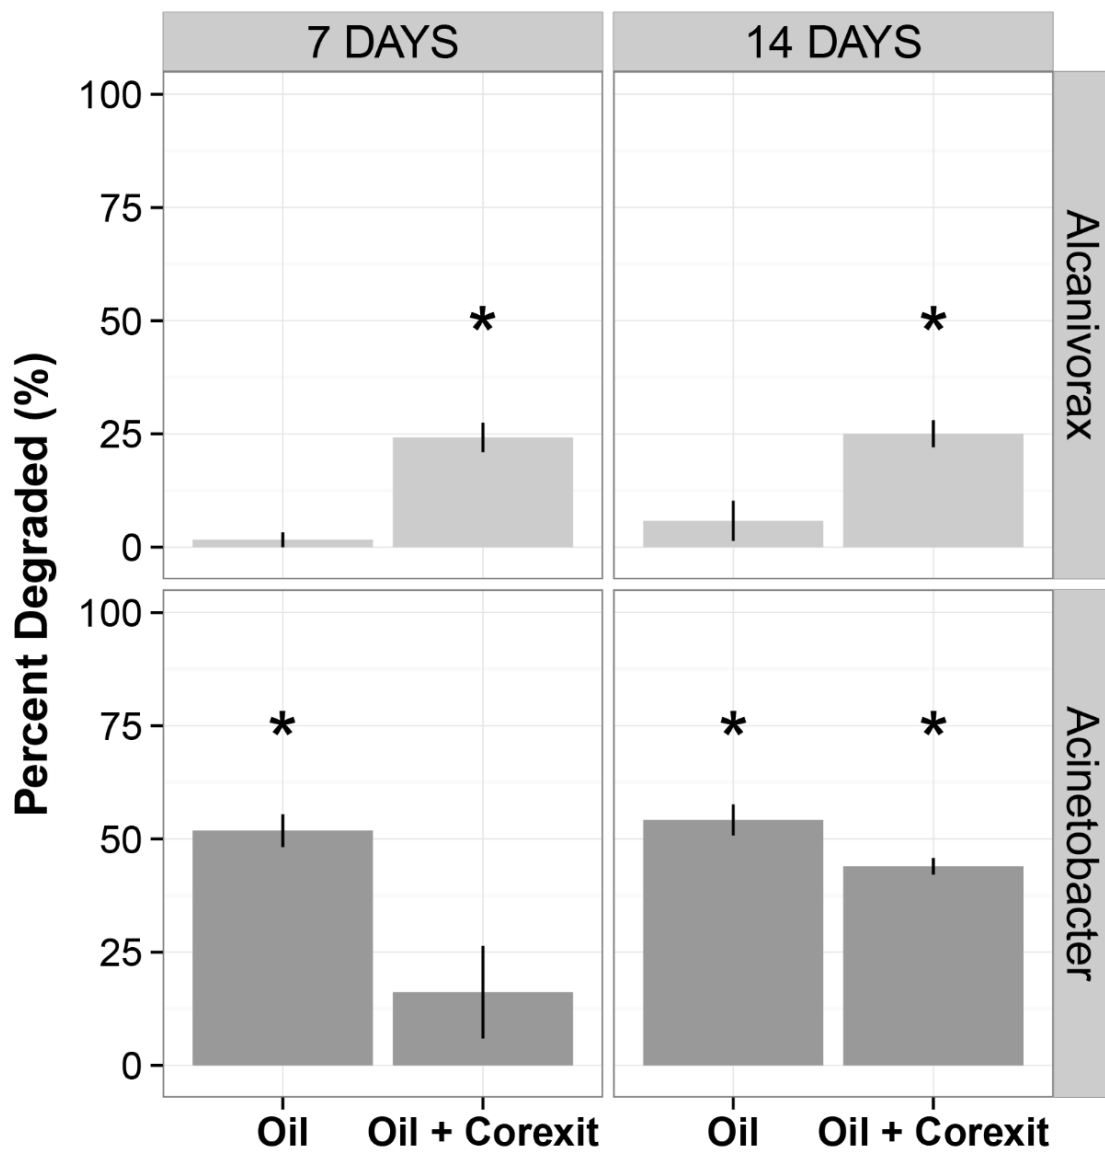 7 DAYS 14 DAYS
100
75
50
25
0
* *
Alcanivorax
Percent Degraded (%)
100
75
50
25
0
* * *
Acinetobacter
Oil Oil + Corexit Oil Oil + Corexit